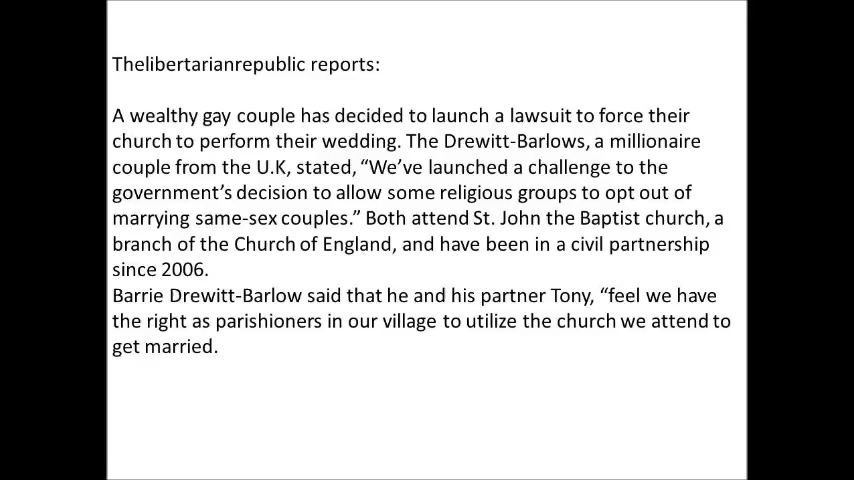 Thelibertarianrepublic reports:
A wealthy gay couple has decided to launch a lawsuit to force their
church to perform their wedding. The Drewitt-Barlows, a millionaire
couple from the U.K, stated, “We’ve launched a challenge to the
government’s decision to allow some religious groups to opt out of
marrying same-sex couples.” Both attend St. John the Baptist church, a
branch of the Church of England, and have been in a civil partnership
since 2006.
Barrie Drewitt-Barlow said that he and his partner Tony, “feel we have
the right as parishioners in our village to utilize the church we attend to
get married.